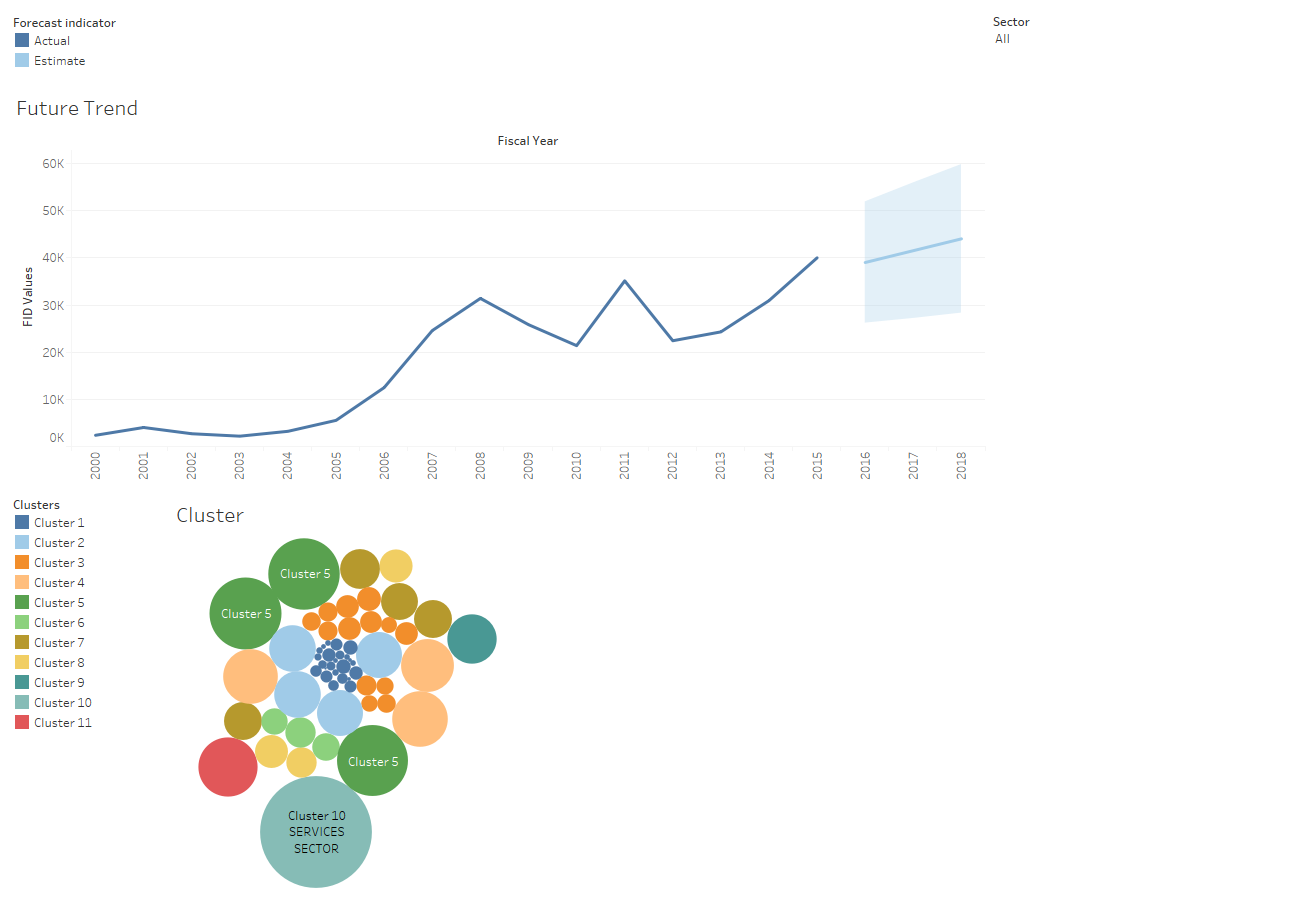 Forecast indicator
Actual
Estimate
Sector
All
Future Trend
Fiscal Year
60K
50K
40K
30K
20K
10K
0K
FID Values
2000
2001
2002
2003
2004
2005
2006
2007
2008
2009
2010
2011
2012
2013
2014
2015
2016
2017
2018
Clusters
Cluster 1
Cluster 2
Cluster 3
Cluster 4
Cluster 5
Cluster 6
Cluster 7
Cluster 8
Cluster 9
Cluster 10
Cluster 11
Cluster
Cluster 5
Cluster 5
Cluster 5
Cluster 10
SERVICES
SECTOR